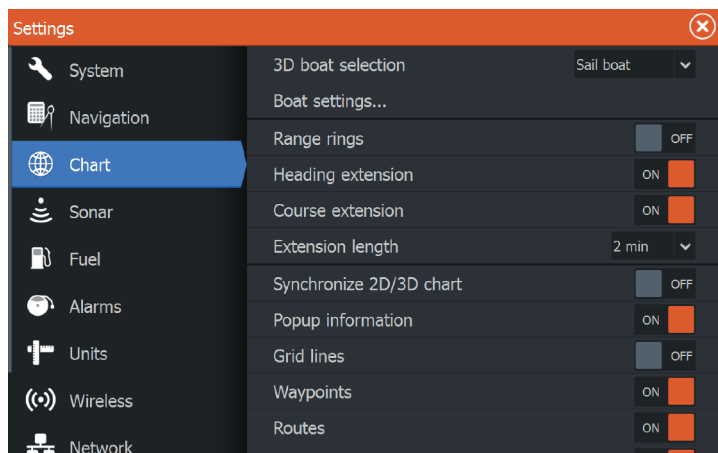 Settings
System
Navigation
Chart
Sonar
Fuel
Alarms
Units
Wireless
Network
3D boat selection Sail boat
Boat settings...
Range rings OFF
Heading extension ON
Course extension ON
Extension length 2 min
Synchronize 2D/3D chart OFF
Popup information ON
Grid lines OFF
Waypoints ON
Routes ON